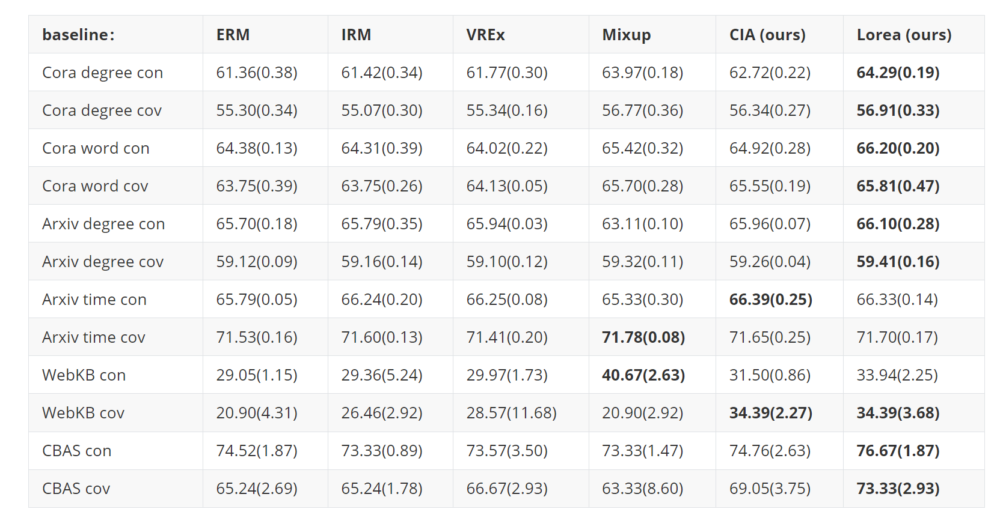 baseline: ERM IRM VREx Mixup CIA (ours) Lorea (ours)
Cora degree con 61.36(0.38) 61.42(0.34) 61.77(0.30) 63.97(0.18) 62.72(0.22) 64.29(0.19)
Cora degree cov 55.30(0.34) 55.07(0.30) 55.34(0.16) 56.77(0.36) 56.34(0.27) 56.91(0.33)
Cora word con 64.38(0.13) 64.31(0.39) 64.02(0.22) 65.42(0.32) 64.92(0.28) 66.20(0.20)
Cora word cov 63.75(0.39) 63.75(0.26) 64.13(0.05) 65.70(0.28) 65.55(0.19) 65.81(0.47)
Arxiv degree con 65.70(0.18) 65.79(0.35) 65.94(0.03) 63.11(0.10) 65.96(0.07) 66.10(0.28)
Arxiv degree cov 59.12(0.09) 59.16(0.14) 59.10(0.12) 59.32(0.11) 59.26(0.04) 59.41(0.16)
Arxiv time con 65.79(0.05) 66.24(0.20) 66.25(0.08) 65.33(0.30) 66.39(0.25) 66.33(0.14)
Arxiv time cov 71.53(0.16) 71.60(0.13) 71.41(0.20) 71.78(0.08) 71.65(0.25) 71.70(0.17)
WebKB con 29.05(1.15) 29.36(5.24) 29.97(1.73) 40.67(2.63) 31.50(0.86) 33.94(2.25)
WebKB cov 20.90(4.31) 26.46(2.92) 28.57(11.68) 20.90(2.92) 34.39(2.27) 34.39(3.68)
CBAS con 74.52(1.87) 73.33(0.89) 73.57(3.50) 73.33(1.47) 74.76(2.63) 76.67(1.87)
CBAS cov 65.24(2.69) 65.24(1.78) 66.67(2.93) 63.33(8.60) 69.05(3.75) 73.33(2.93)